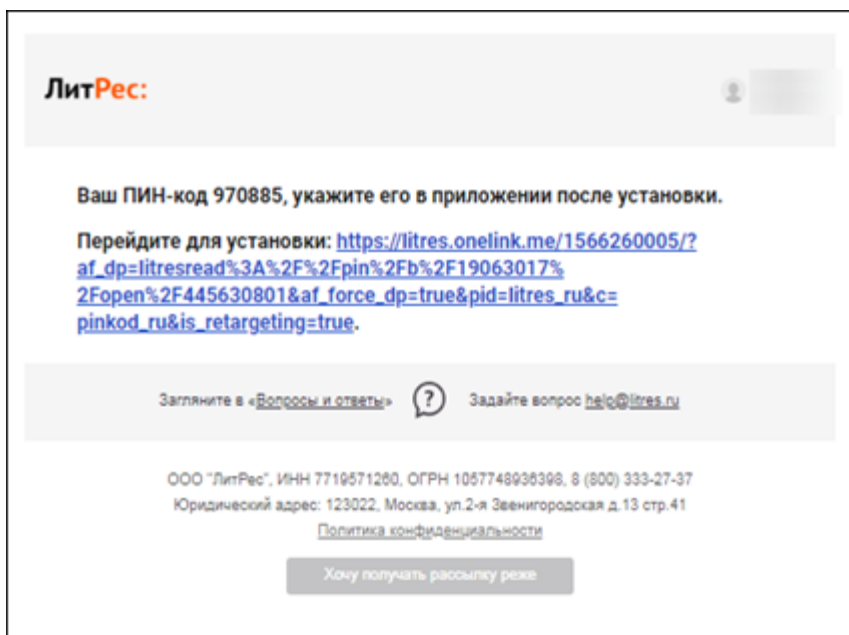 ЛитРес:
Ваш ПИН-код 970885, укажите его в приложении после установки.
Перейдите для установки: https://litres.onelink.me/1566260005/?
af_dp=litresread%3A%2F%2Fpin%2Fb%2F19063017%
2Fopen%2F445630801&af_force_dp=true&pid=litres_ru&c=
pinkod_ru&is_retargeting=true.
Загляните в «Вопросы и ответы» ? Задайте вопрос help@litres.ru
ООО "ЛитРес", ИНН 7719571260, ОГРН 1057748936398, 8 (800) 333-27-37
Юридический адрес: 123022, Москва, ул.2-я Звенигородская д.13 стр.41
Политика конфиденциальности
Хочу получать рассылку реже